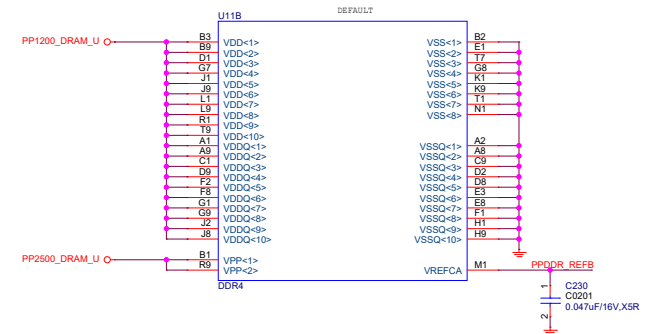 DEFAULT
U11B
PP1200_DRAM_U
B3 VDD<1> VSS<1> B2
B9 VDD<2> VSS<2> E1
D1 VDD<3> VSS<3> T7
G7 VDD<4> VSS<4> G8
J1 VDD<5> VSS<5> K1
J9 VDD<6> VSS<6> K9
L1 VDD<7> VSS<7> T1
L9 VDD<8> VSS<8> N1
R1 VDD<9>
T9 VDD<10>
A1 VDDQ<1> VSSQ<1> A2
A9 VDDQ<2> VSSQ<2> A8
C1 VDDQ<3> VSSQ<3> C9
D9 VDDQ<4> VSSQ<4> D2
F2 VDDQ<5> VSSQ<5> D8
F8 VDDQ<6> VSSQ<6> E3
G1 VDDQ<7> VSSQ<7> E8
G9 VDDQ<8> VSSQ<8> F1
J2 VDDQ<9> VSSQ<9> H1
J8 VDDQ<10> VSSQ<10> H9
PP2500_DRAM_U
B1 VPP<1>
R9 VPP<2> VREFCA M1 PPDDR_REFB
DDR4
1 C230
C0201
0.047uF/16V,X5R
2